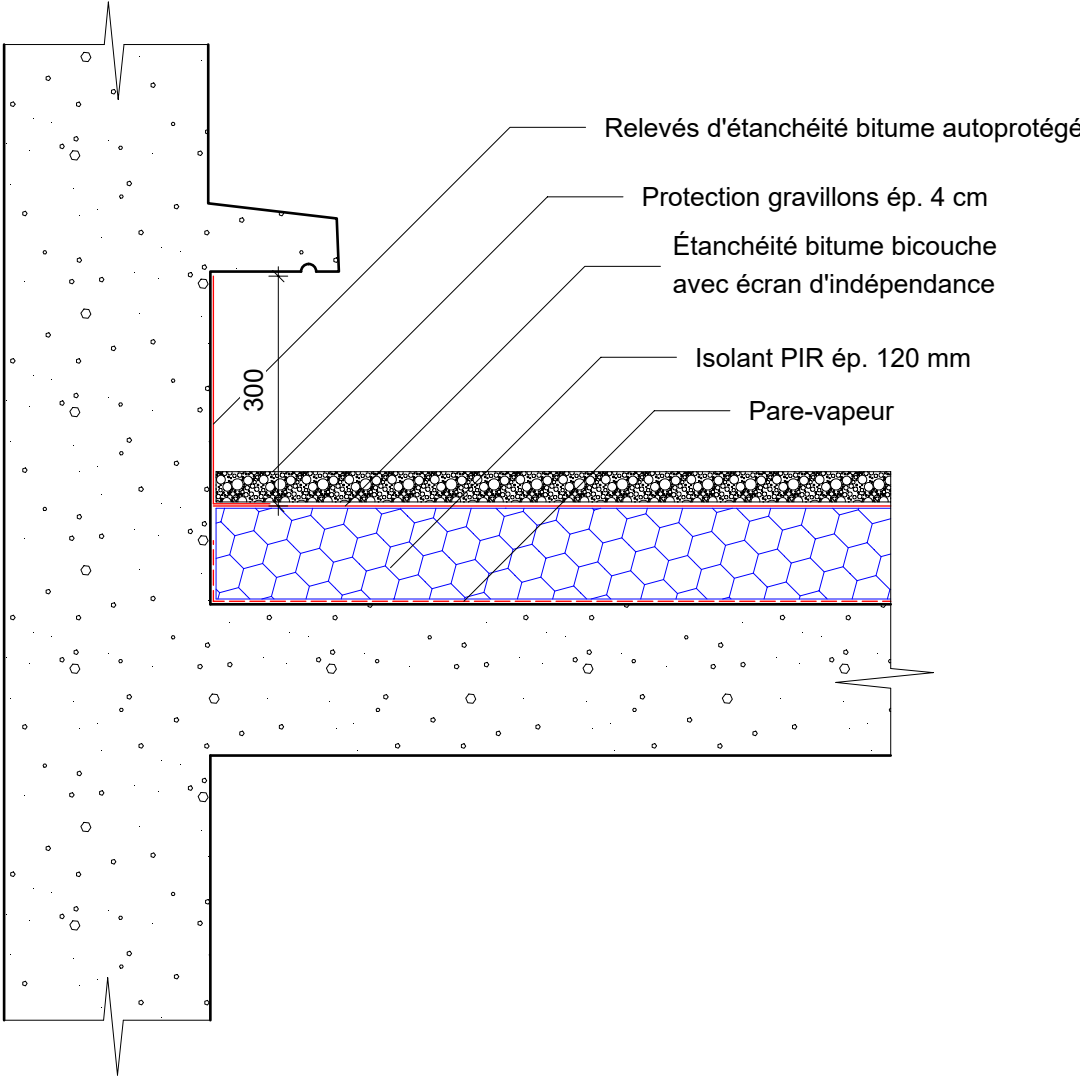 Relevés d'étanchéité bitume autoprotégé
Protection gravillons ép. 4 cm
Étanchéité bitume bicouche
avec écran d'indépendance
Isolant PIR ép. 120 mm
Pare-vapeur
300